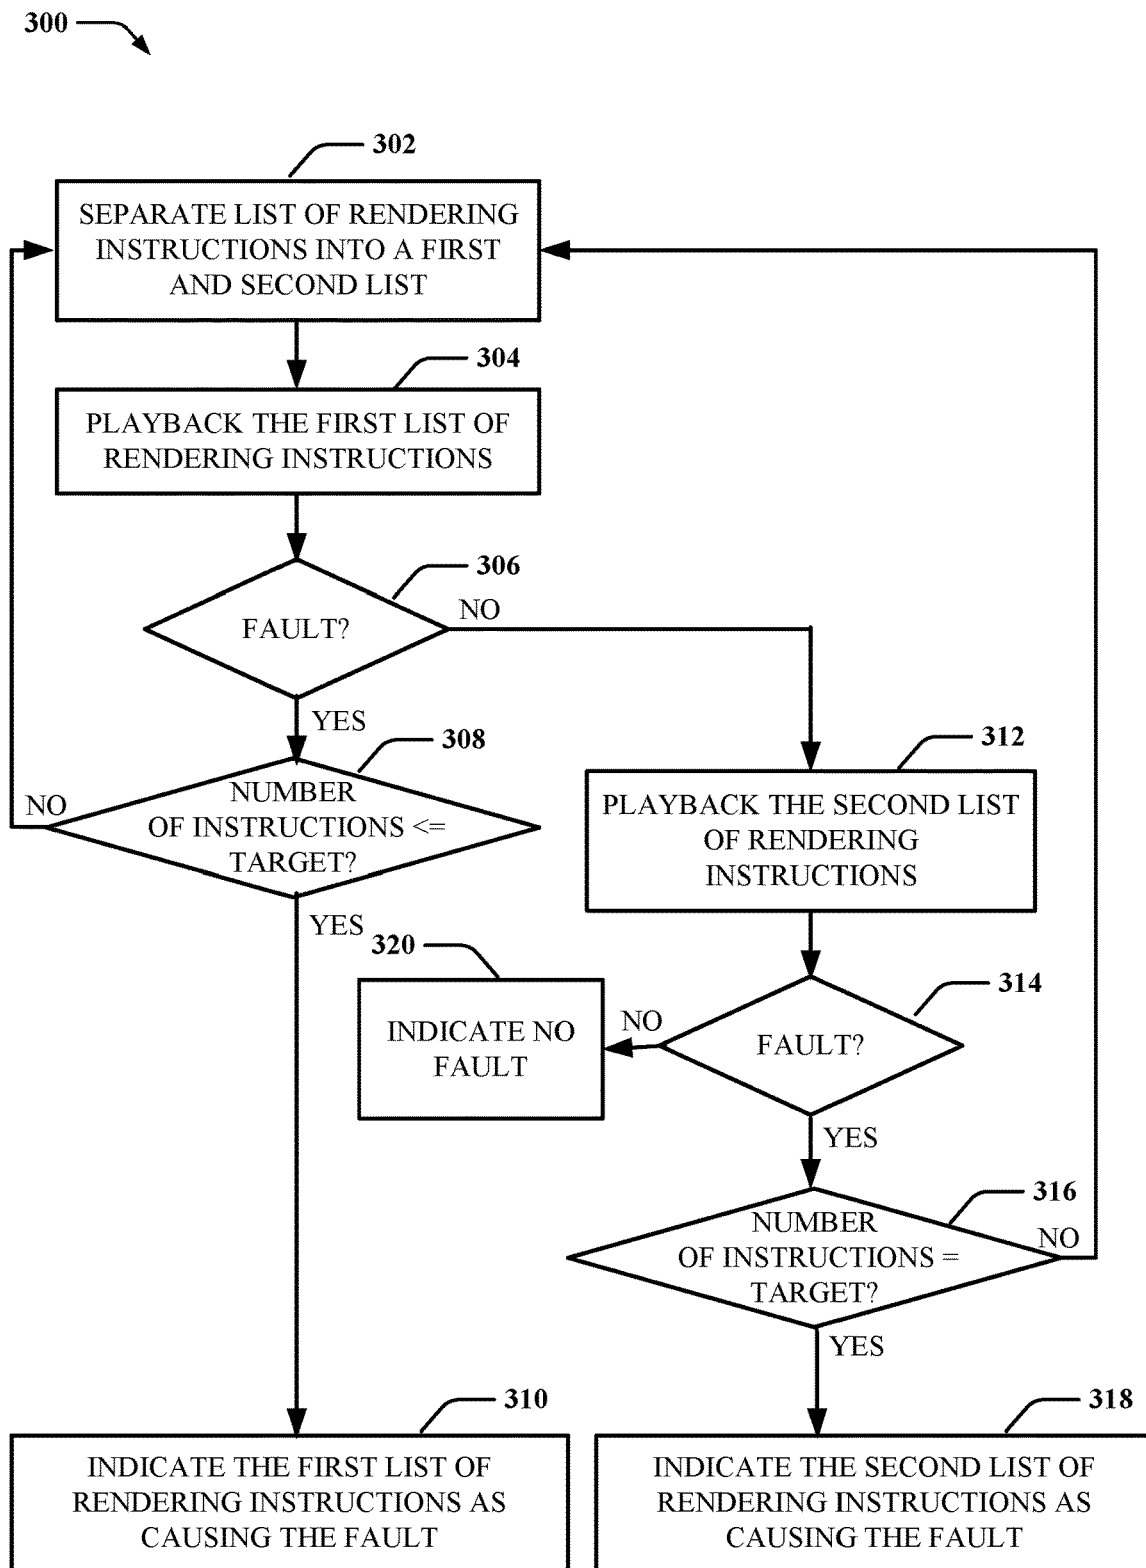 300
302
SEPARATE LIST OF RENDERING
INSTRUCTIONS INTO A FIRST
AND SECOND LIST
304
PLAYBACK THE FIRST LIST OF
RENDERING INSTRUCTIONS
306
FAULT?
NO
YES
308
NUMBER
OF INSTRUCTIONS <=
TARGET?
NO
YES
312
PLAYBACK THE SECOND LIST
OF RENDERING
INSTRUCTIONS
320
INDICATE NO
FAULT
314
FAULT?
NO
YES
316
NUMBER
OF INSTRUCTIONS =
TARGET?
NO
YES
310
INDICATE THE FIRST LIST OF
RENDERING INSTRUCTIONS AS
CAUSING THE FAULT
318
INDICATE THE SECOND LIST OF
RENDERING INSTRUCTIONS AS
CAUSING THE FAULT